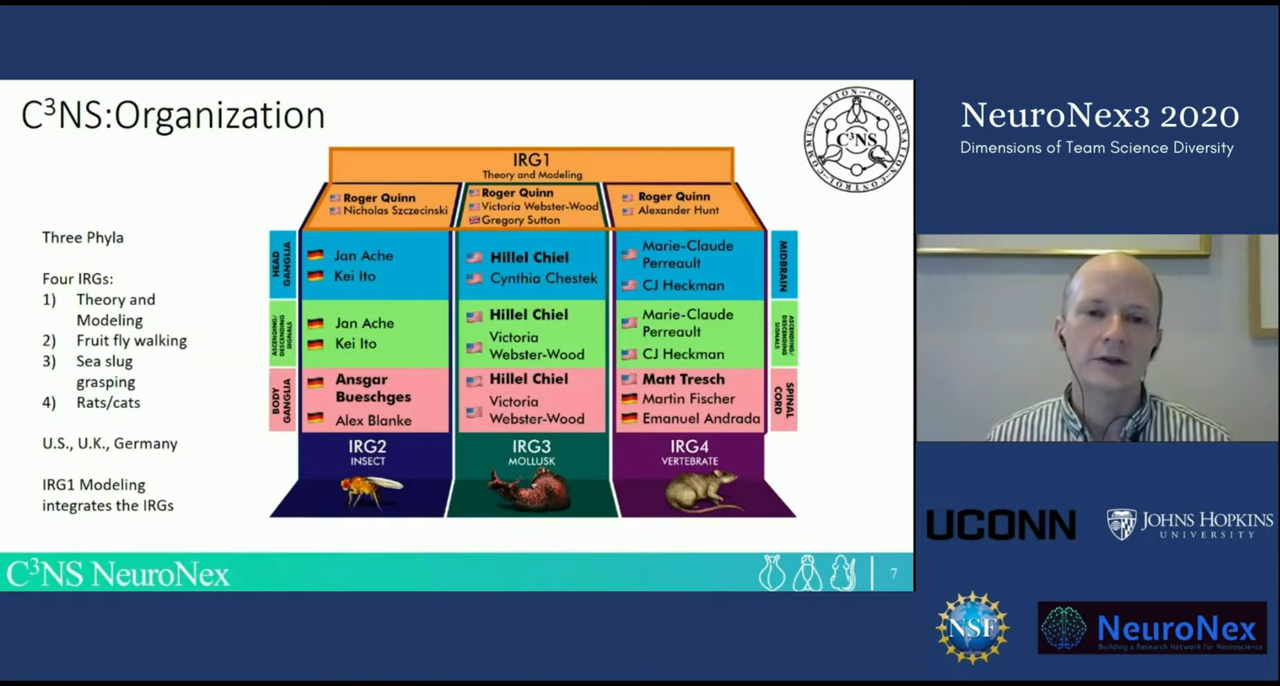 C³NS:Organization
COMMUNICATION—COORDINATION—CONTROL—
C³NS
Three Phyla
Four IRGs:
1) Theory and
Modeling
2) Fruit fly walking
3) Sea slug
grasping
4) Rats/cats
U.S., U.K., Germany
IRG1 Modeling
integrates the IRGs
IRG1
Theory and Modeling
Roger Quinn
Nicholas Szczecinski
Roger Quinn
Victoria Webster-Wood
Gregory Sutton
Roger Quinn
Alexander Hunt
HEAD
GANGLIA
Jan Ache
Kei Ito
Hillel Chiel
Cynthia Chestek
Marie-Claude
Perreault
CJ Heckman
MIDBRAIN
ASCENDING/
DESCENDING
SIGNALS
Jan Ache
Kei Ito
Hillel Chiel
Victoria
Webster-Wood
Marie-Claude
Perreault
CJ Heckman
ASCENDING/
DESCENDING
SIGNALS
BODY
GANGLIA
Ansgar
Bueschges
Alex Blanke
Hillel Chiel
Victoria
Webster-Wood
Matt Tresch
Martin Fischer
Emanuel Andrada
SPINAL
CORD
IRG2
INSECT
IRG3
MOLLUSK
IRG4
VERTEBRATE
C³NS NeuroNex
7
NeuroNex3 2020
Dimensions of Team Science Diversity
UCONN
JOHNS HOPKINS
UNIVERSITY
NSF
NeuroNex
Building a Research Network for Neuroscience